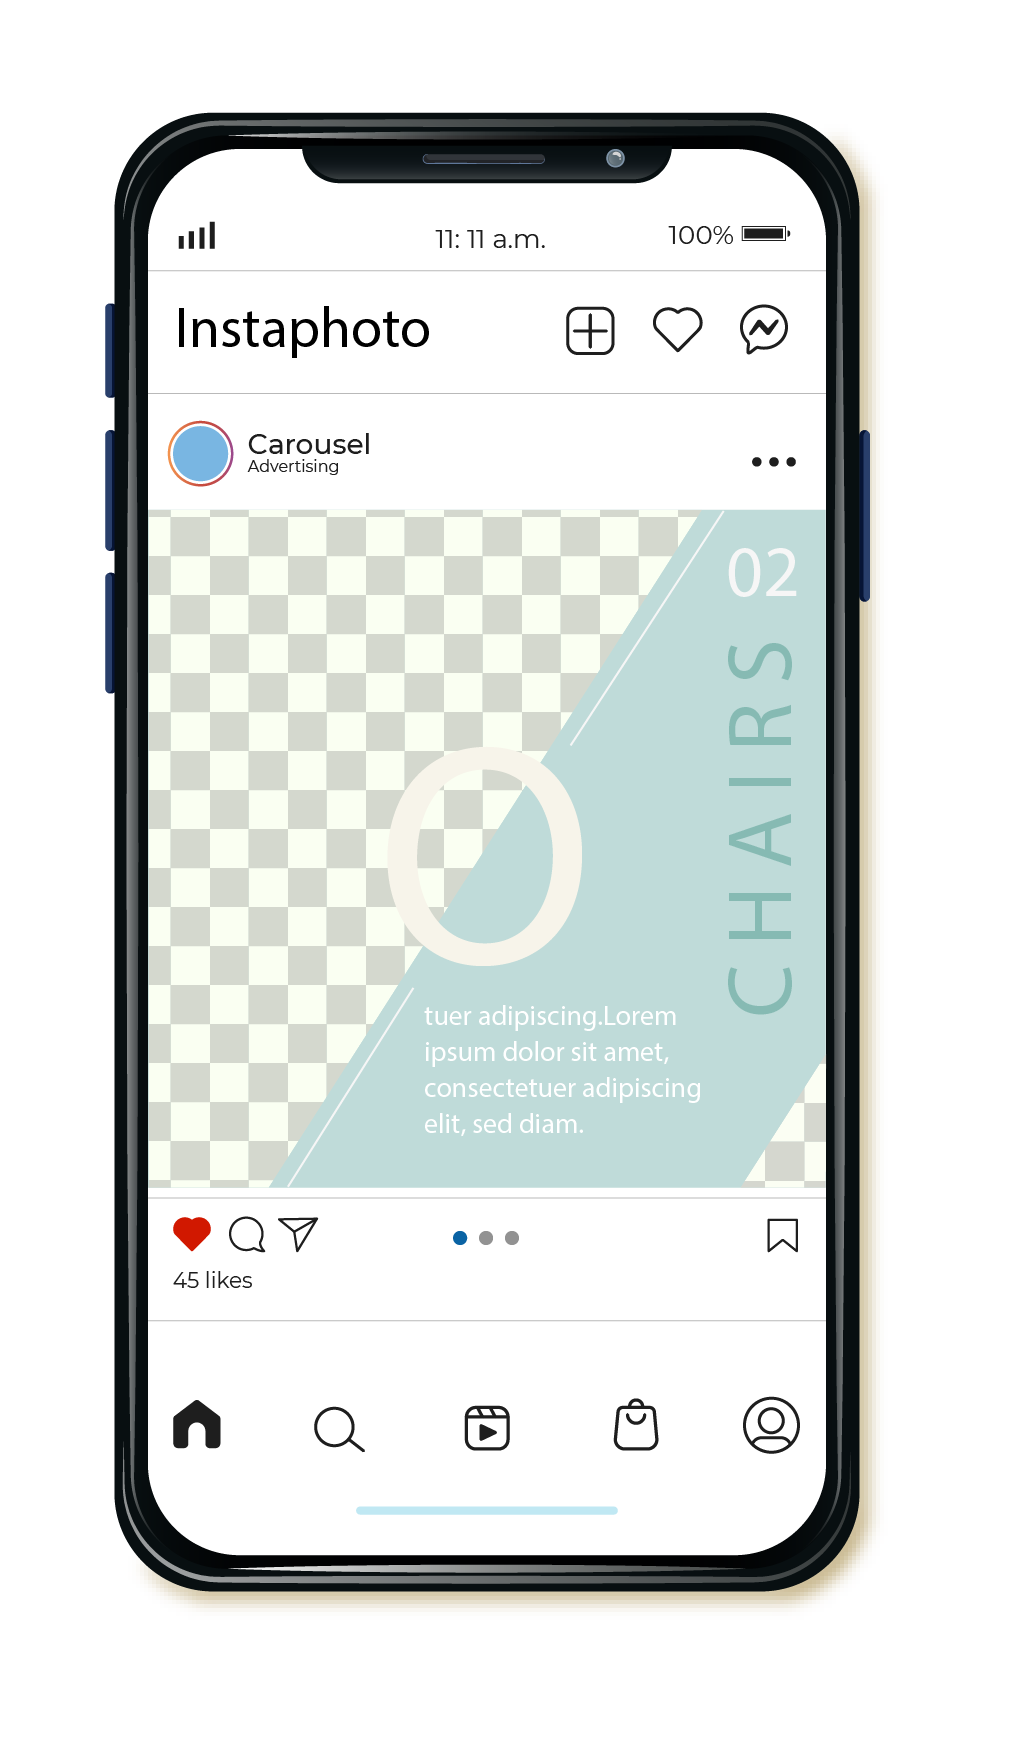 11: 11 a.m.
100%
Instaphoto
Carousel
Advertising
02
CHAIRS
O
tuer adipiscing.Lorem
ipsum dolor sit amet,
consectetuer adipiscing
elit, sed diam.
45 likes